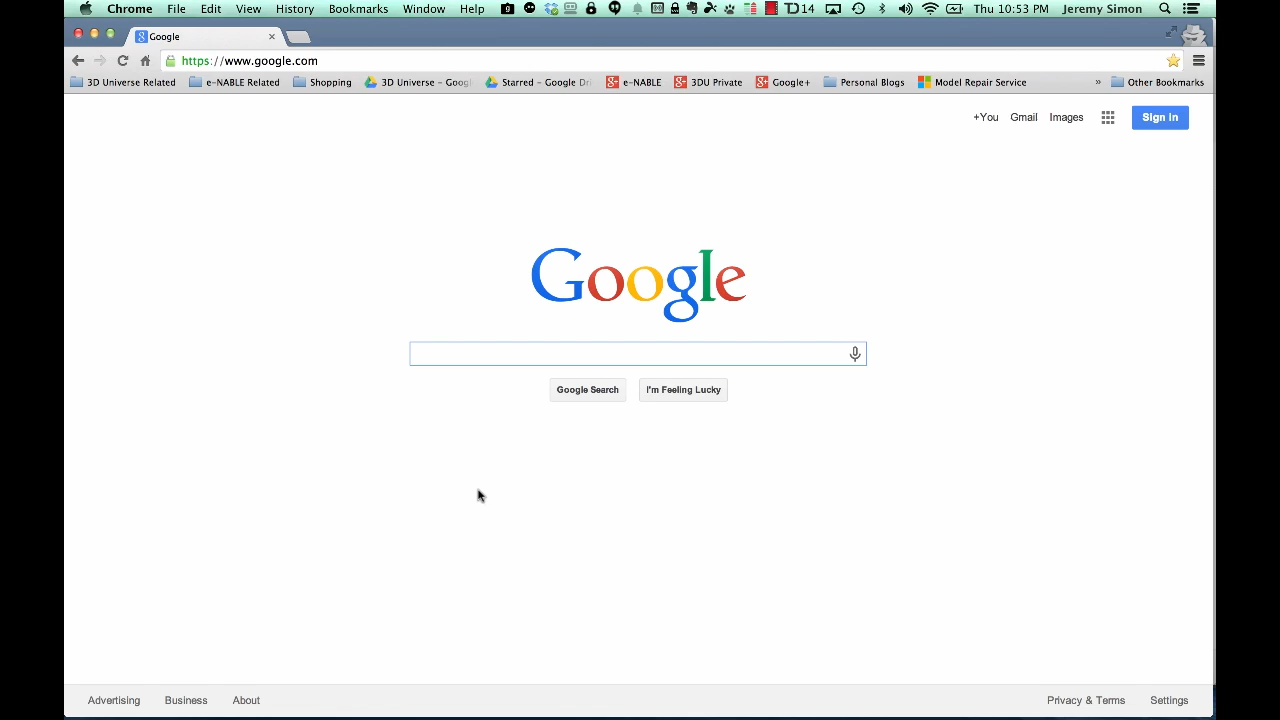 Chrome File Edit View History Bookmarks Window Help 14 Thu 10:53 PM Jeremy Simon
Google
https://www.google.com
3D Universe Related e-NABLE Related Shopping 3D Universe – Goog Starred – Google Dri e-NABLE 3DU Private Google+ Personal Blogs Model Repair Service » Other Bookmarks
+You Gmail Images Sign in
Google
Google Search I'm Feeling Lucky
Advertising Business About Privacy & Terms Settings